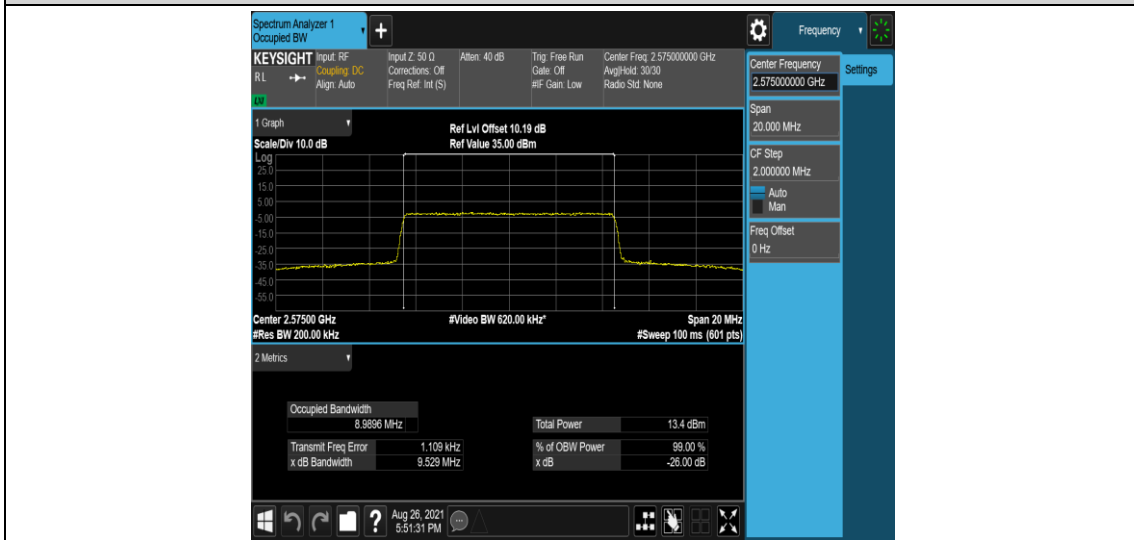 Spectrum Analyzer 1
Occupied BW
Frequency
KEYSIGHT
RL
Input: RF
Coupling: DC
Align: Auto
Input Z: 50 Ω
Corrections: Off
Freq Ref: Int (S)
Atten: 40 dB
Trig: Free Run
Gate: Off
#IF Gain: Low
Center Freq: 2.575000000 GHz
Avg|Hold: 30/30
Radio Std: None
Center Frequency
2.575000000 GHz
Settings
Span
20.000 MHz
CF Step
2.000000 MHz
Auto
Man
Freq Offset
0 Hz
1 Graph
Scale/Div 10.0 dB
Ref Lvl Offset 10.19 dB
Ref Value 35.00 dBm
Log
25.0
15.0
5.00
-5.00
-15.0
-25.0
-35.0
-45.0
-55.0
Center 2.57500 GHz
#Video BW 620.00 kHz*
Span 20 MHz
#Res BW 200.00 kHz
#Sweep 100 ms (601 pts)
2 Metrics
Occupied Bandwidth
8.9896 MHz
Total Power 13.4 dBm
Transmit Freq Error 1.109 kHz
% of OBW Power 99.00 %
x dB Bandwidth 9.529 MHz
x dB -26.00 dB
Aug 26, 2021
5:51:31 PM